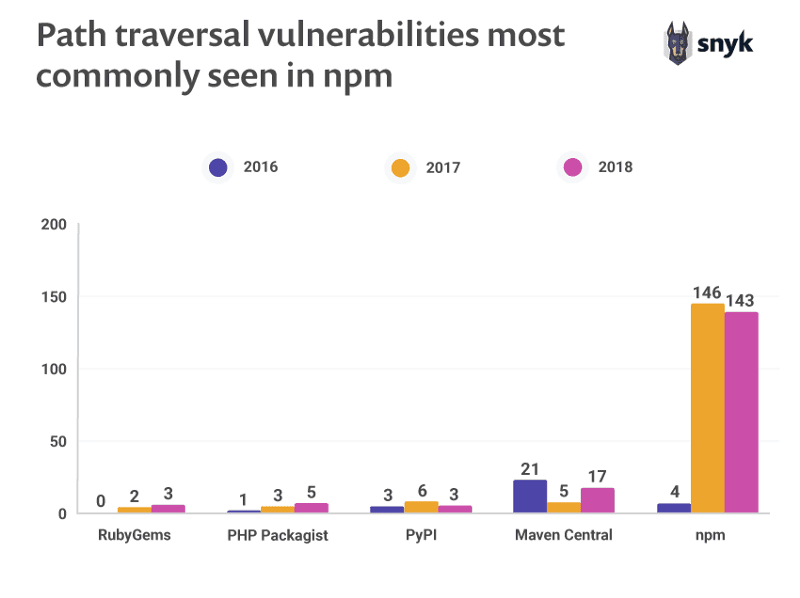 Path traversal vulnerabilities most
commonly seen in npm
snyk
2016 2017 2018
200
150
100
50
0
0 2 3 1 3 5 3 6 3 21 5 17 4 146 143
RubyGems PHP Packagist PyPI Maven Central npm